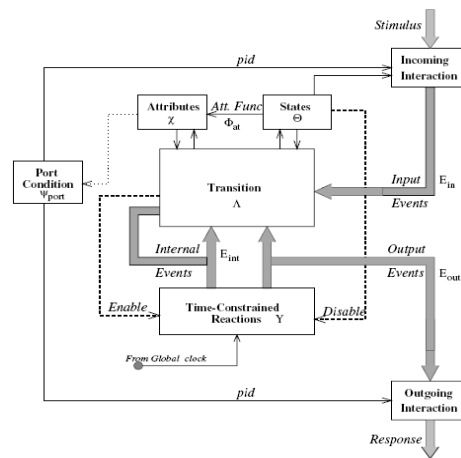 Stimulus
pid
Incoming
Interaction
Attributes
χ
Att. Func
Φat
States
Θ
Port
Condition
Ψport
Transition
Λ
Input
Events
Ein
Internal
Events
Eint
Output
Events
Eout
Enable
Time-Constrained
Reactions Υ
Disable
From Global clock
pid
Outgoing
Interaction
Response